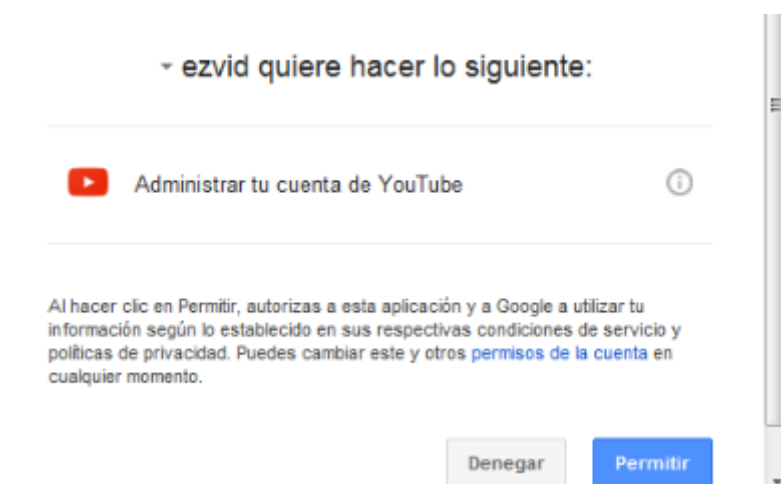 ezvid quiere hacer lo siguiente:
Administrar tu cuenta de YouTube
Al hacer clic en Permitir, autorizas a esta aplicación y a Google a utilizar tu
información según lo establecido en sus respectivas condiciones de servicio y
políticas de privacidad. Puedes cambiar este y otros permisos de la cuenta en
cualquier momento.
Denegar Permitir